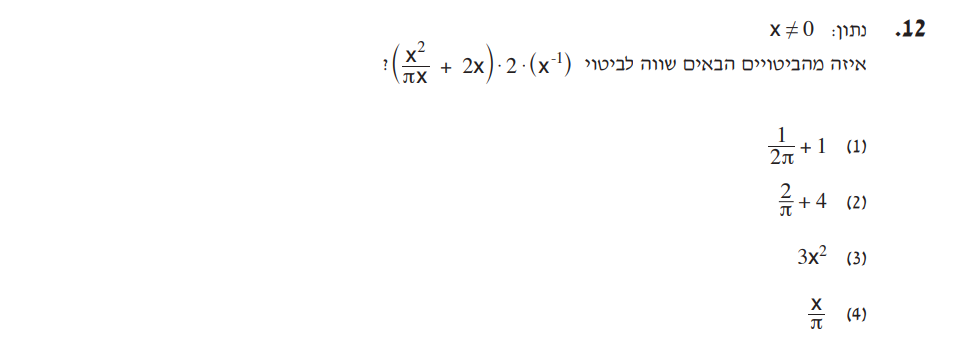 12. נתון: x ≠ 0
איזה מהביטויים הבאים שווה לביטוי (x²/πx + 2x) · 2 · (x⁻¹)?
(1) 1/2π + 1
(2) 2/π + 4
(3) 3x²
(4) x/π